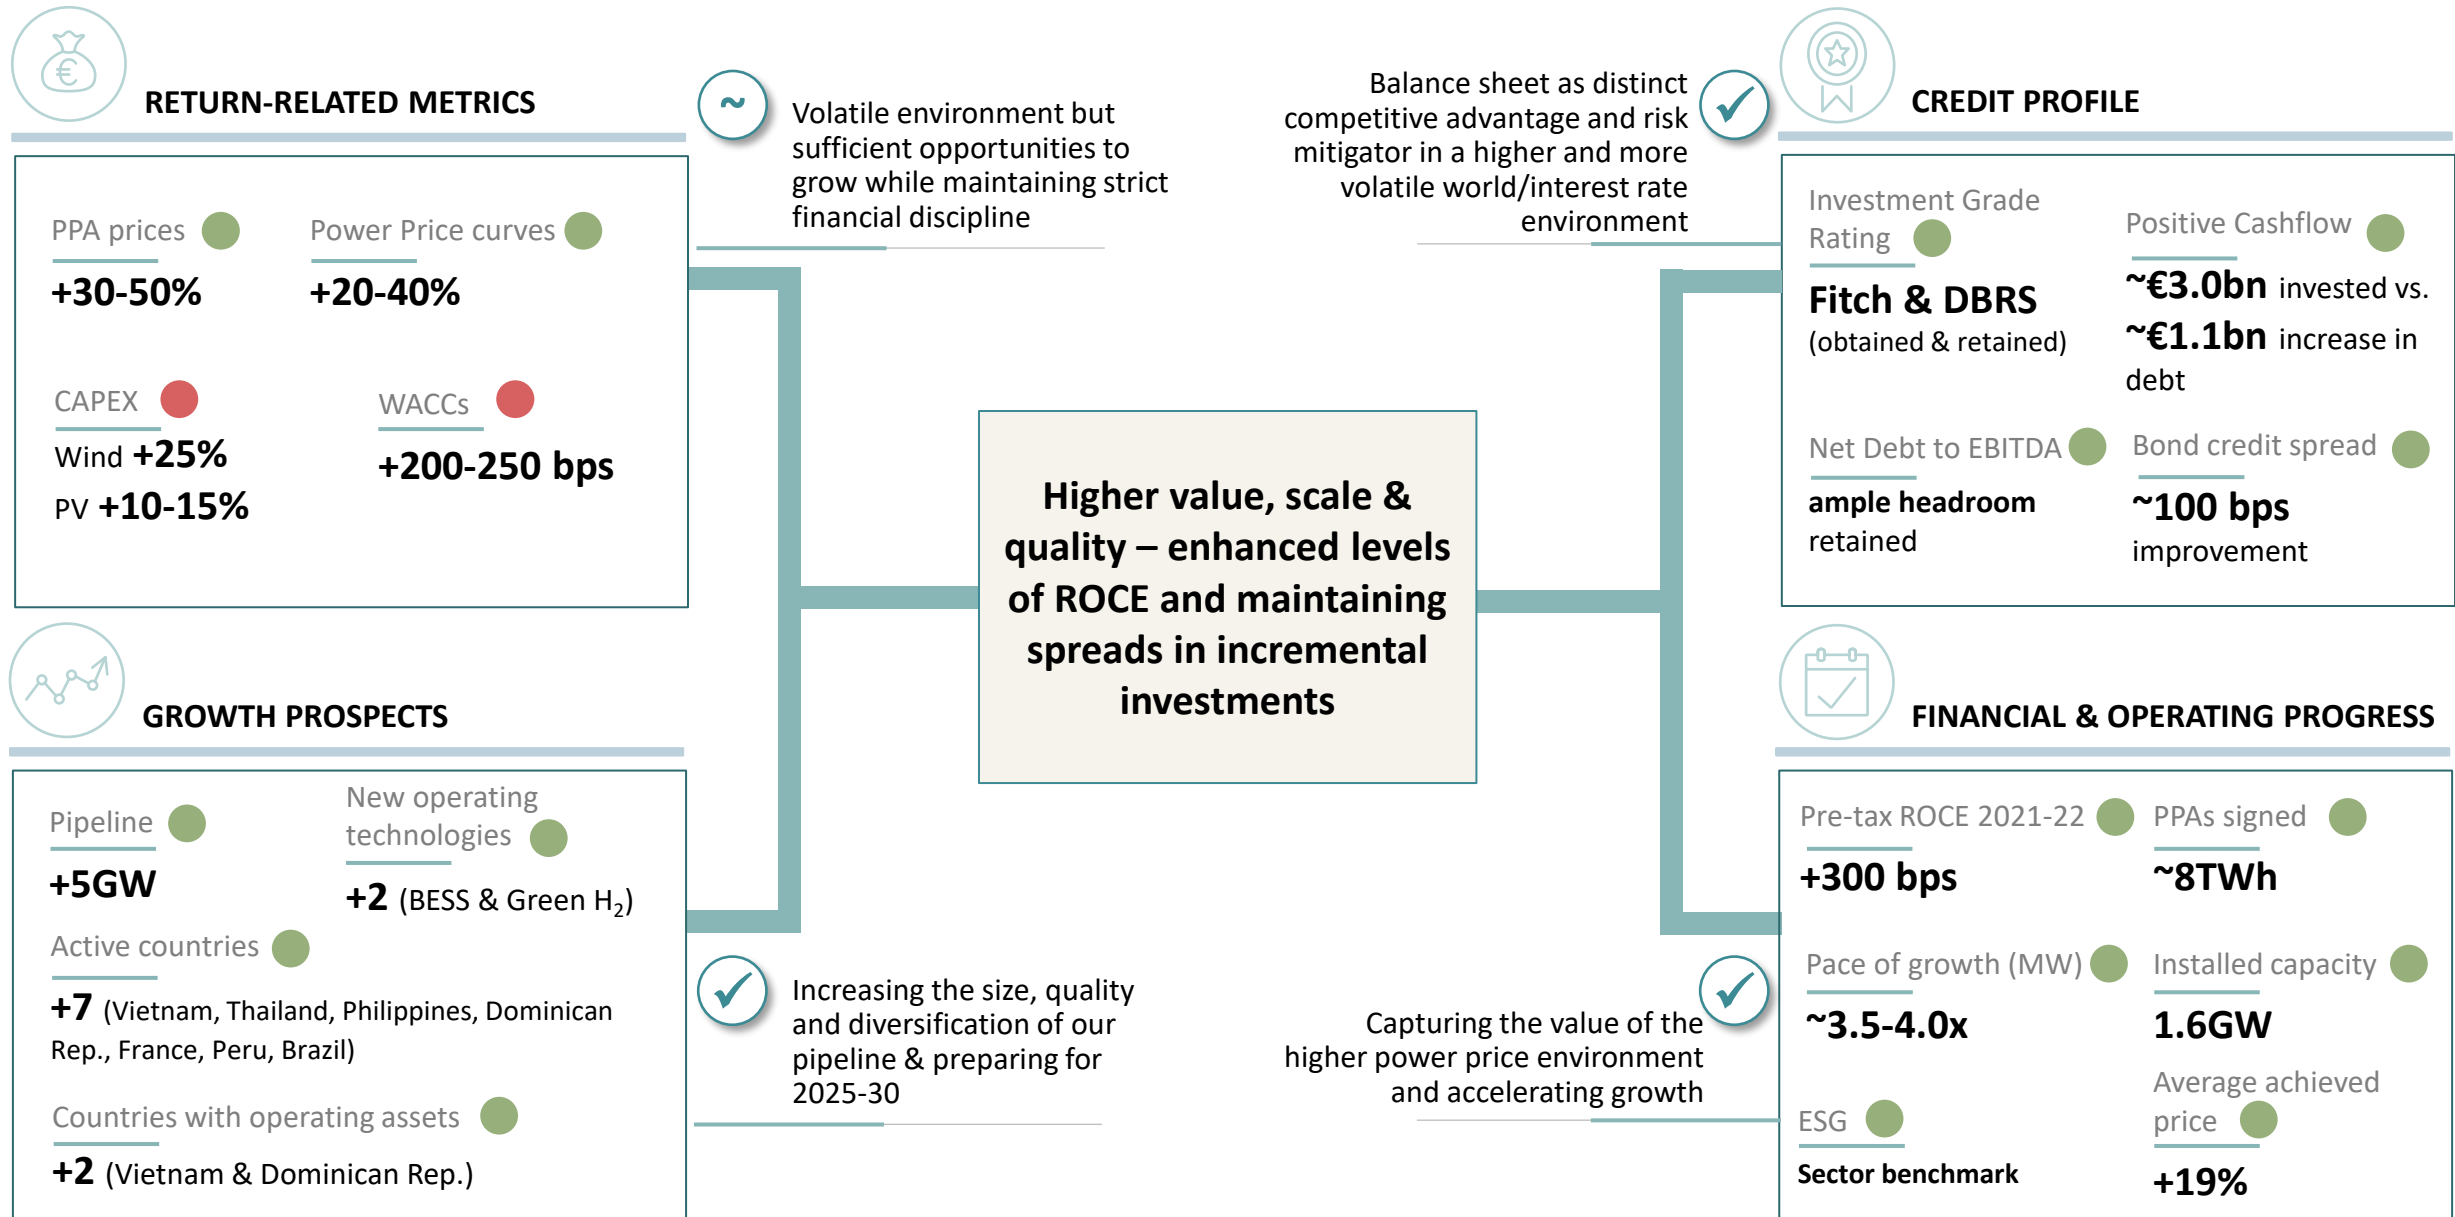 RETURN-RELATED METRICS
PPA prices
+30-50%
Power Price curves
+20-40%
CAPEX
Wind +25%
PV +10-15%
WACCs
+200-250 bps
~
Volatile environment but
sufficient opportunities to
grow while maintaining strict
financial discipline
Balance sheet as distinct
competitive advantage and risk
mitigator in a higher and more
volatile world/interest rate
environment
CREDIT PROFILE
Investment Grade
Rating
Fitch & DBRS
(obtained & retained)
Positive Cashflow
~€3.0bn invested vs.
~€1.1bn increase in
debt
Net Debt to EBITDA
ample headroom
retained
Bond credit spread
~100 bps
improvement
Higher value, scale &
quality – enhanced levels
of ROCE and maintaining
spreads in incremental
investments
GROWTH PROSPECTS
Pipeline
+5GW
New operating
technologies
+2 (BESS & Green H₂)
Active countries
+7 (Vietnam, Thailand, Philippines, Dominican
Rep., France, Peru, Brazil)
Countries with operating assets
+2 (Vietnam & Dominican Rep.)
Increasing the size, quality
and diversification of our
pipeline & preparing for
2025-30
Capturing the value of the
higher power price environment
and accelerating growth
FINANCIAL & OPERATING PROGRESS
Pre-tax ROCE 2021-22
+300 bps
PPAs signed
~8TWh
Pace of growth (MW)
~3.5-4.0x
Installed capacity
1.6GW
ESG
Sector benchmark
Average achieved
price
+19%
€